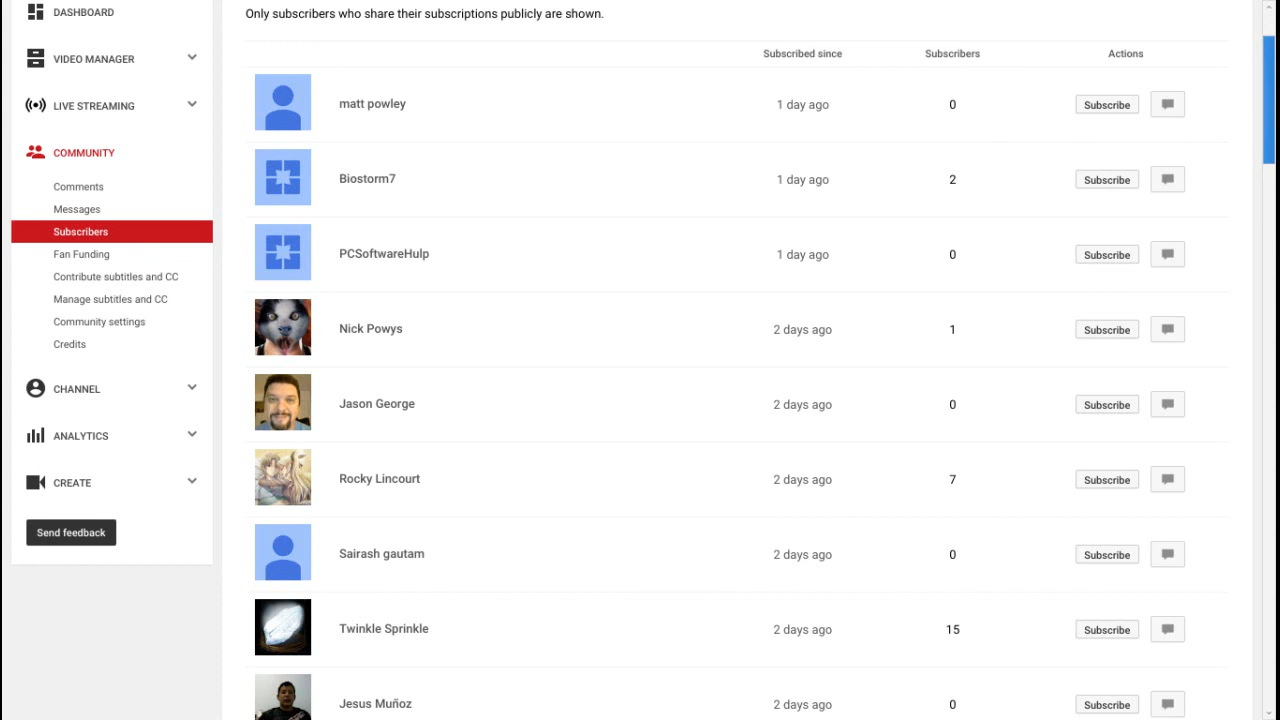 DASHBOARD
VIDEO MANAGER
LIVE STREAMING
COMMUNITY
Comments
Messages
Subscribers
Fan Funding
Contribute subtitles and CC
Manage subtitles and CC
Community settings
Credits
CHANNEL
ANALYTICS
CREATE
Send feedback
Only subscribers who share their subscriptions publicly are shown.
Subscribed since Subscribers Actions
matt powley 1 day ago 0 Subscribe
Biostorm7 1 day ago 2 Subscribe
PCSoftwareHulp 1 day ago 0 Subscribe
Nick Powys 2 days ago 1 Subscribe
Jason George 2 days ago 0 Subscribe
Rocky Lincourt 2 days ago 7 Subscribe
Sairash gautam 2 days ago 0 Subscribe
Twinkle Sprinkle 2 days ago 15 Subscribe
Jesus Muñoz 2 days ago 0 Subscribe